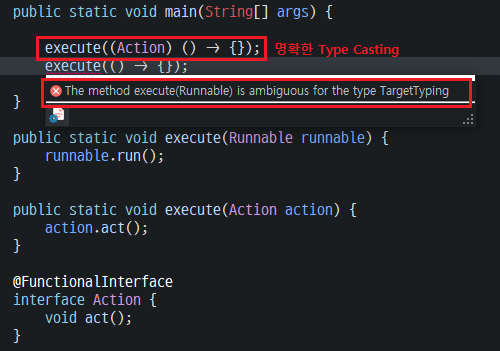 public static void main(String[] args) {
execute((Action) () → {}); 명확한 Type Casting
execute(() → {});
The method execute(Runnable) is ambiguous for the type TargetTyping
}
public static void execute(Runnable runnable) {
runnable.run();
}
public static void execute(Action action) {
action.act();
}
@FunctionalInterface
interface Action {
void act();
}